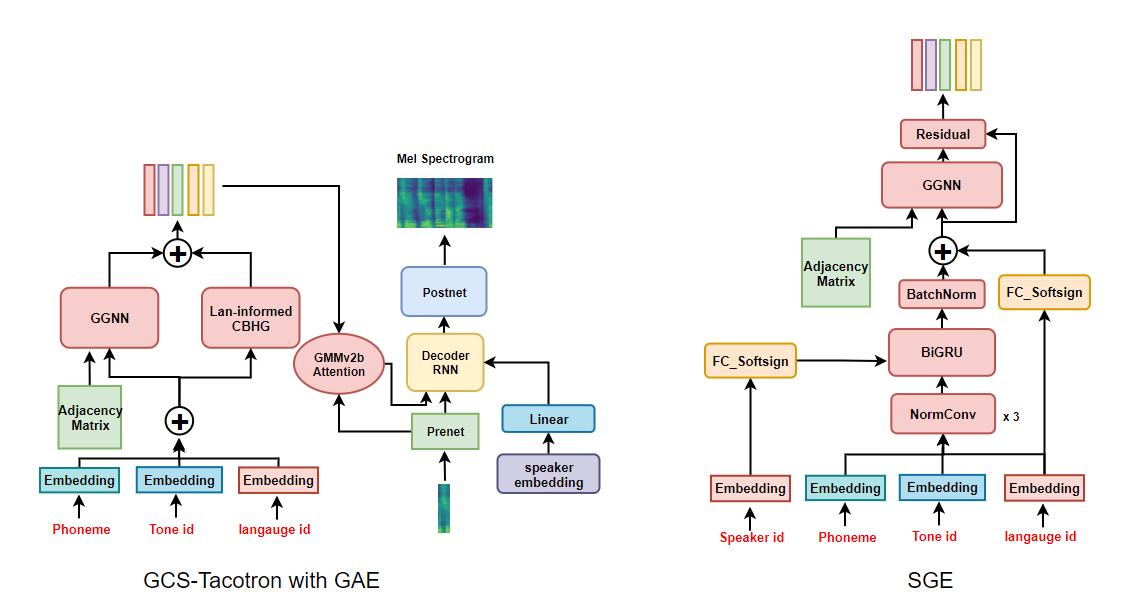 Mel Spectrogram
GGNN
Lan-informed
CBHG
Adjacency
Matrix
Embedding
Embedding
Embedding
Phoneme
Tone id
langauge id
GMMv2b
Attention
Postnet
Decoder
RNN
Prenet
Linear
speaker
embedding
GCS-Tacotron with GAE
Residual
GGNN
Adjacency
Matrix
BatchNorm
FC_Softsign
FC_Softsign
BiGRU
NormConv
x 3
Embedding
Embedding
Embedding
Embedding
Speaker id
Phoneme
Tone id
langauge id
SGE